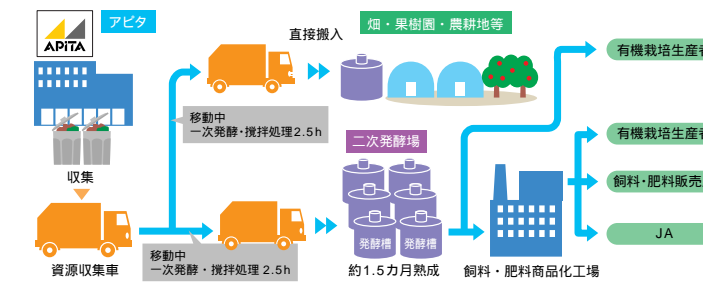 アピタ
APiTA
収集
資源収集車
直接搬入
移動中
一次発酵・撹拌処理2.5h
移動中
一次発酵・撹拌処理 2.5h
畑・果樹園・農耕地等
二次発酵場
発酵槽
発酵槽
約1.5カ月熟成
飼料・肥料商品化工場
有機栽培生産者
有機栽培生産者
飼料・肥料販売
JA